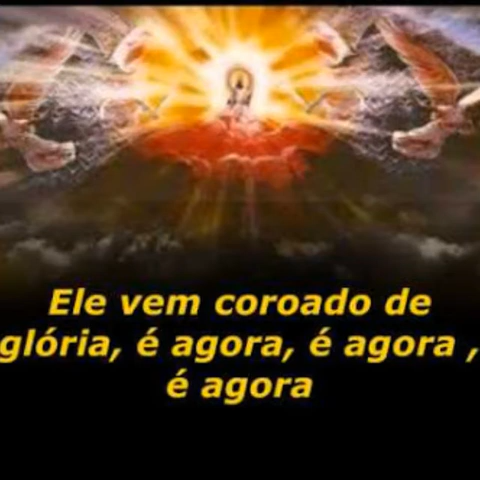 Ele vem coroado de
glória, é agora, é agora ,
é agora